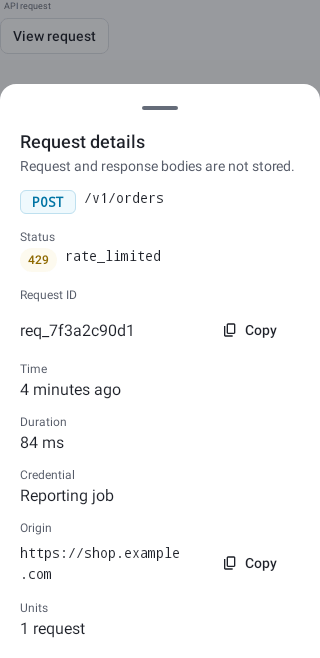 API request
View request
Request details
Request and response bodies are not stored.
POST /v1/orders
Status
429 rate_limited
Request ID
req_7f3a2c90d1 Copy
Time
4 minutes ago
Duration
84 ms
Credential
Reporting job
Origin
https://shop.example
.com
Copy
Units
1 request